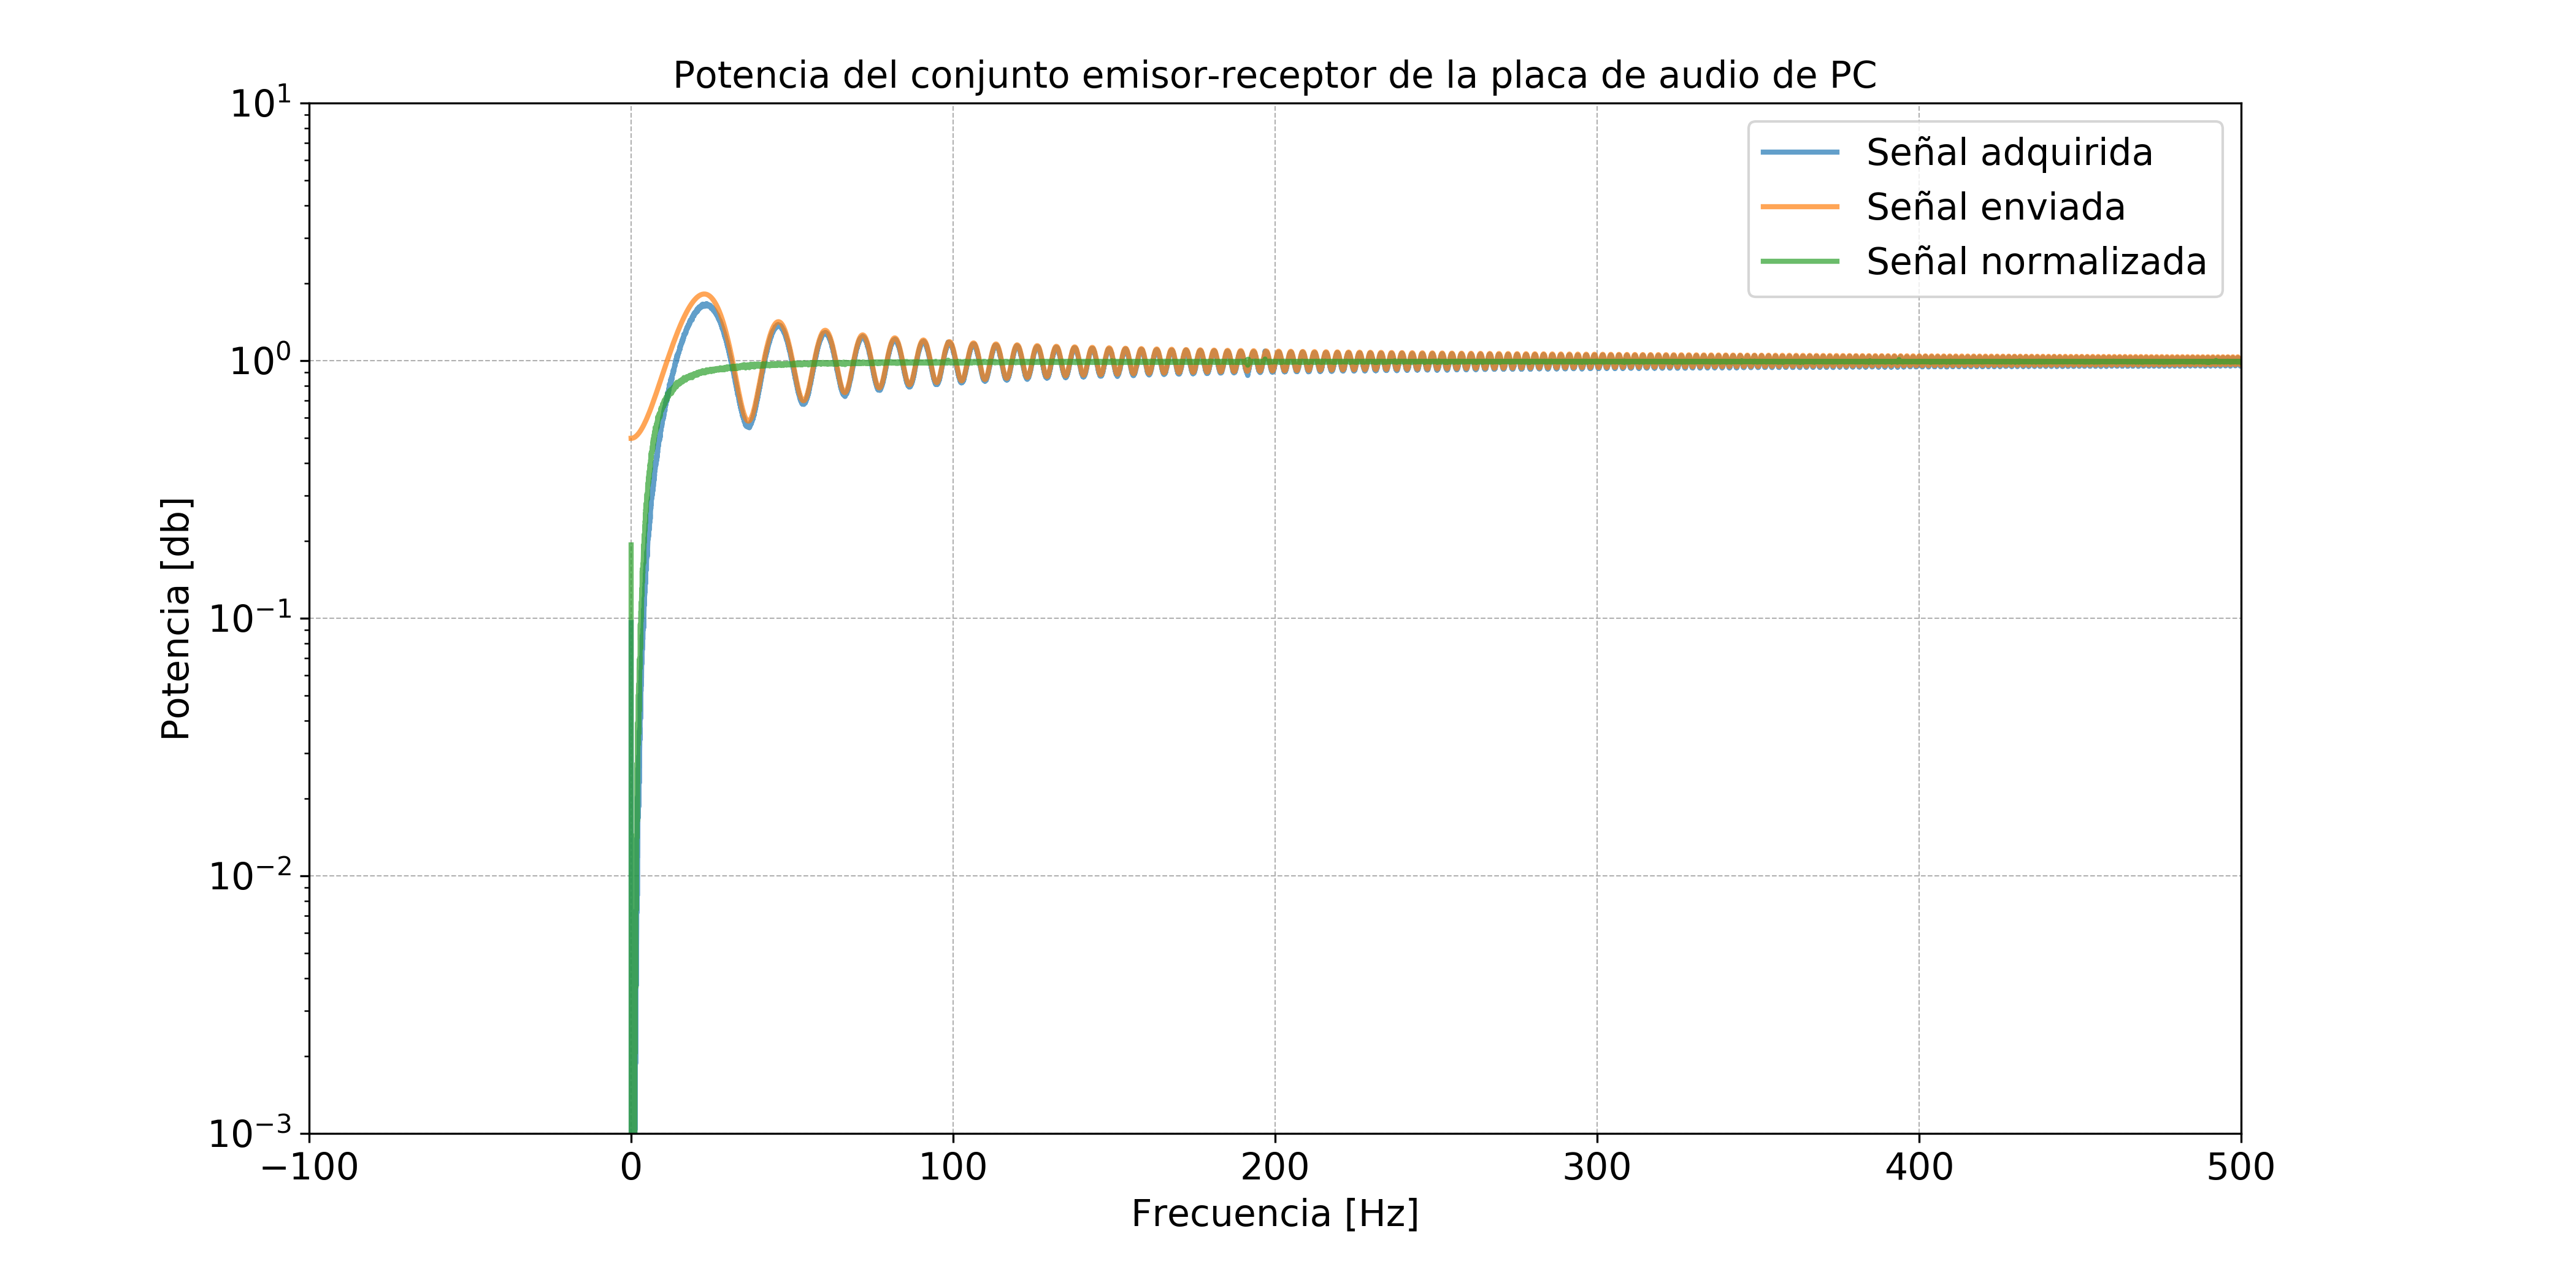 Potencia del conjunto emisor-receptor de la placa de audio de PC
10¹
10⁰
10⁻¹
10⁻²
10⁻³
Potencia [db]
Señal adquirida
Señal enviada
Señal normalizada
−100 0 100 200 300 400 500
Frecuencia [Hz]